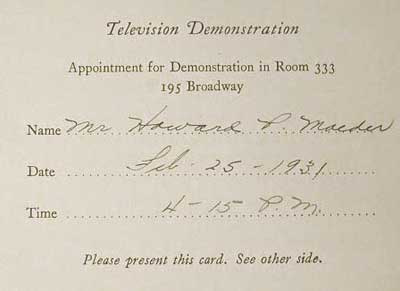 Television Demonstration
Appointment for Demonstration in Room 333
195 Broadway
Name Mr. Howard P. Maeder
Date Feb - 25 - 1931
Time 4 - 15 P.M.
Please present this card. See other side.